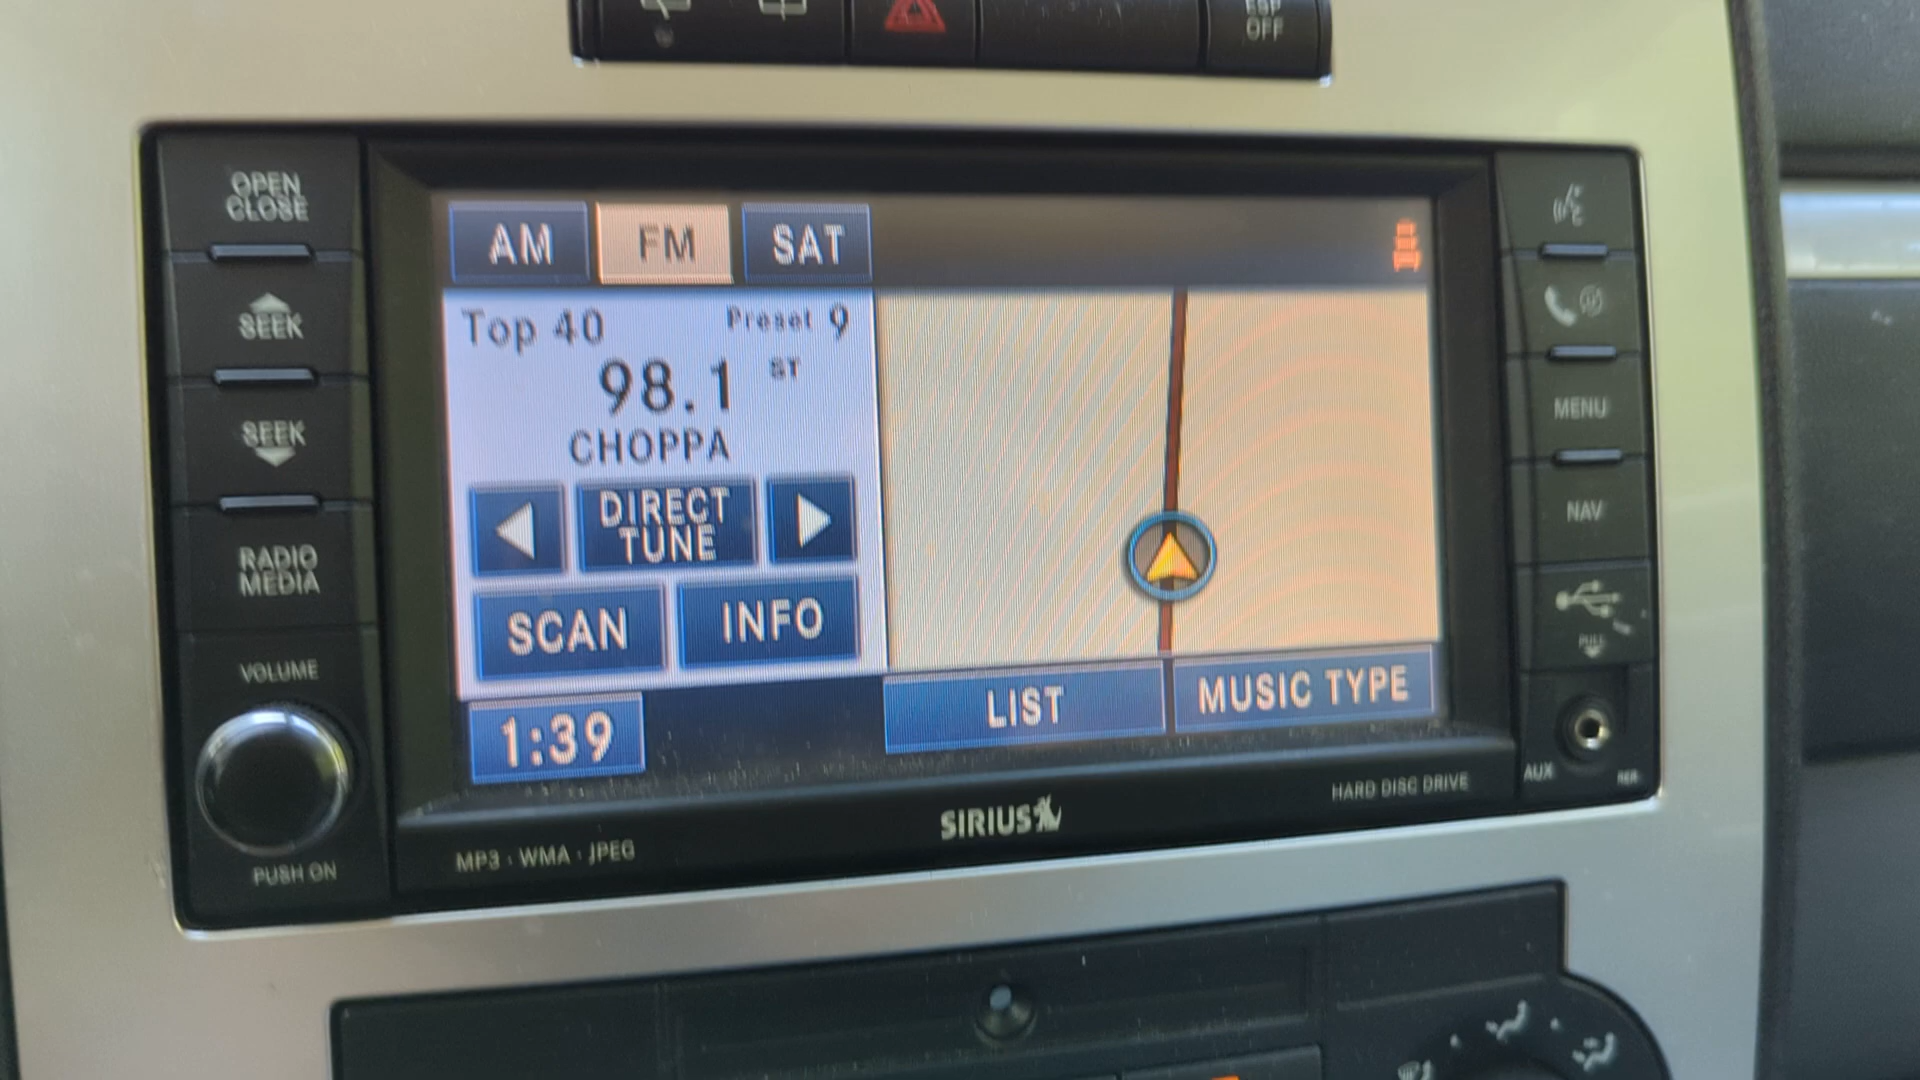 ESP
OFF
OPEN
CLOSE
SEEK
SEEK
RADIO
MEDIA
VOLUME
PUSH ON
AM FM SAT
Top 40 Preset 9
98.1 ST
CHOPPA
DIRECT
TUNE
SCAN INFO
1:39
LIST MUSIC TYPE
MENU
NAV
PULL
AUX
MP3 · WMA · JPEG
SIRIUS
HARD DISC DRIVE